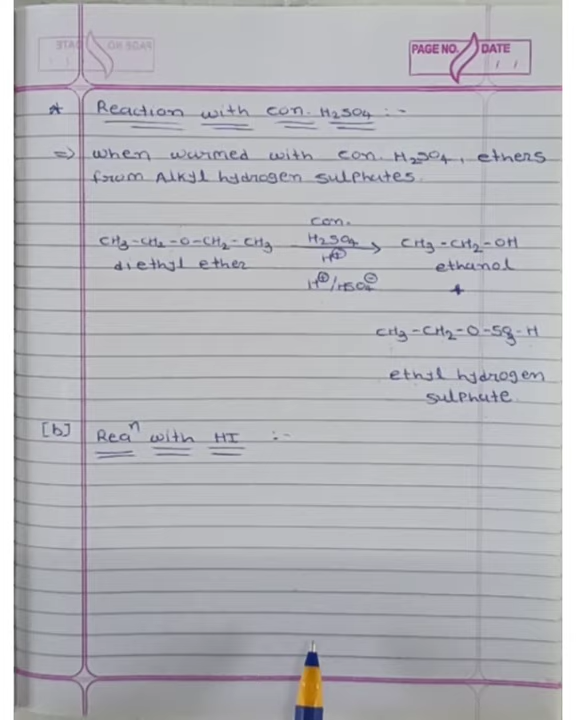 PAGE NO. DATE
/ /
* Reaction with con. H2SO4 :-
=> When warmed with con. H2SO4, ethers
from Alkyl hydrogen sulphates.
CH3-CH2-O-CH2-CH3 con. H2SO4 H⊕ H⊕/HSO4⊖ → CH3-CH2-OH
diethyl ether ethanol
+
CH3-CH2-O-SO3-H
ethyl hydrogen
sulphate.
[b] Reaⁿ with HI :-